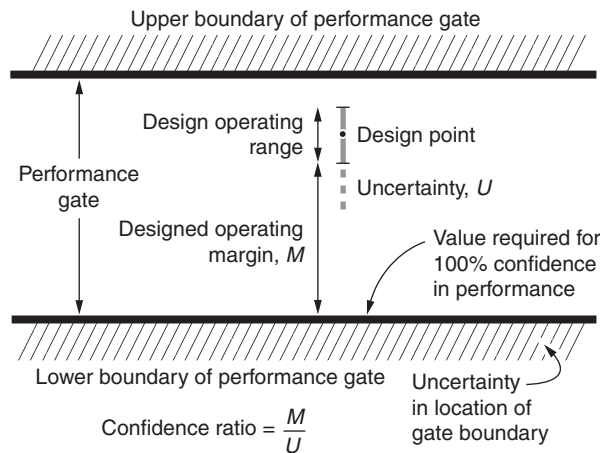 Upper boundary of performance gate
Design operating
range
Design point
Performance
gate
Uncertainty, U
Designed operating
margin, M
Value required for
100% confidence
in performance
Lower boundary of performance gate
Uncertainty
in location of
gate boundary
Confidence ratio = M
U